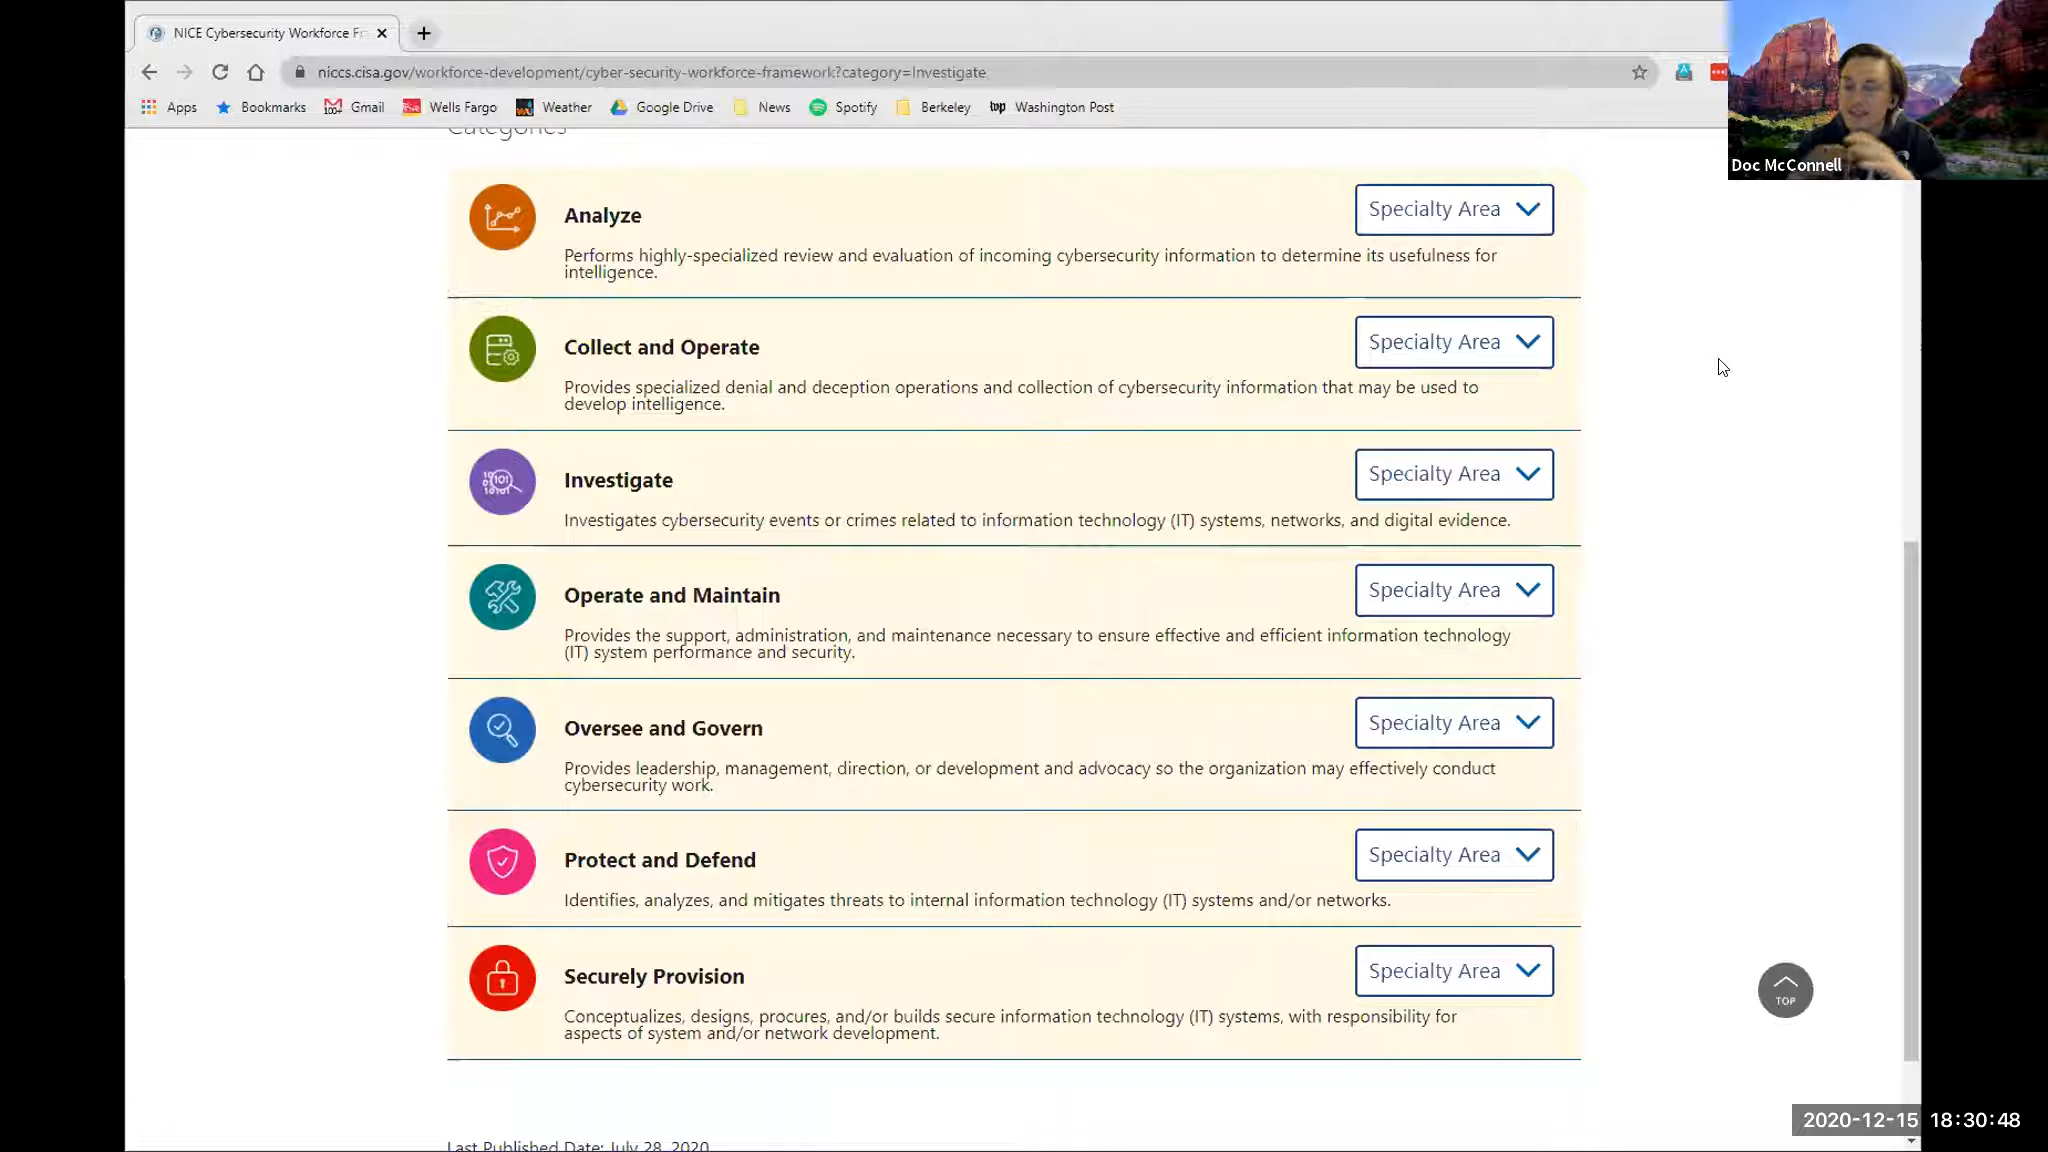 NICE Cybersecurity Workforce Fr
niccs.cisa.gov/workforce-development/cyber-security-workforce-framework?category=Investigate
Apps Bookmarks Gmail Wells Fargo Weather Google Drive News Spotify Berkeley Washington Post
Doc McConnell
Categories
Analyze
Specialty Area
Performs highly-specialized review and evaluation of incoming cybersecurity information to determine its usefulness for
intelligence.
Collect and Operate
Specialty Area
Provides specialized denial and deception operations and collection of cybersecurity information that may be used to
develop intelligence.
Investigate
Specialty Area
Investigates cybersecurity events or crimes related to information technology (IT) systems, networks, and digital evidence.
Operate and Maintain
Specialty Area
Provides the support, administration, and maintenance necessary to ensure effective and efficient information technology
(IT) system performance and security.
Oversee and Govern
Specialty Area
Provides leadership, management, direction, or development and advocacy so the organization may effectively conduct
cybersecurity work.
Protect and Defend
Specialty Area
Identifies, analyzes, and mitigates threats to internal information technology (IT) systems and/or networks.
Securely Provision
Specialty Area
Conceptualizes, designs, procures, and/or builds secure information technology (IT) systems, with responsibility for
aspects of system and/or network development.
TOP
Last Published Date: July 28, 2020
2020-12-15 18:30:48